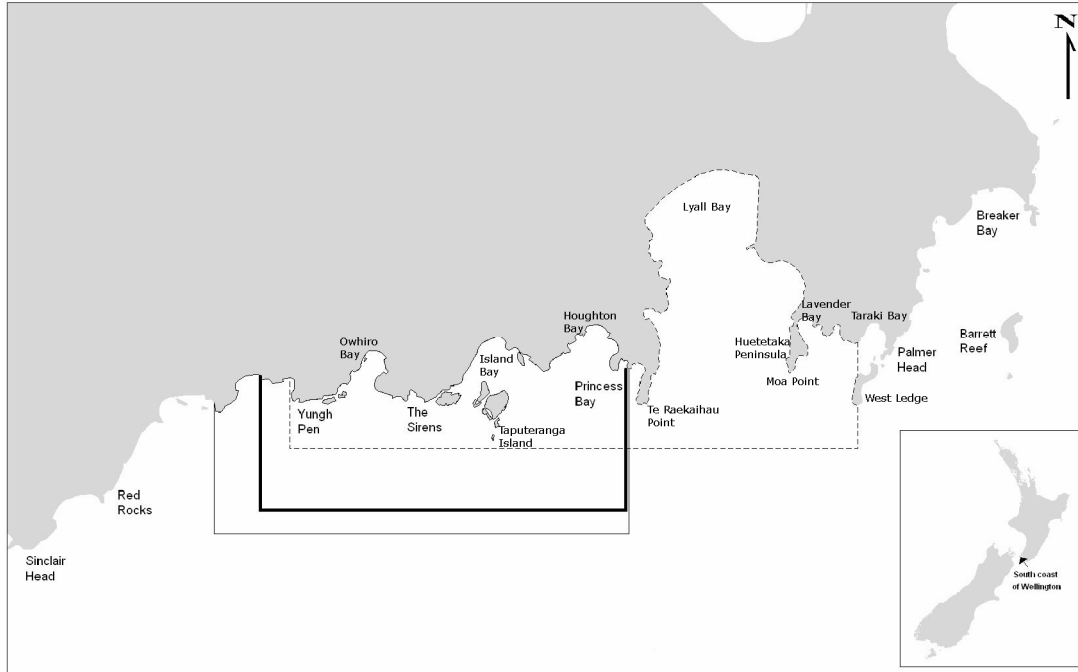 N
Lyall Bay
Breaker
Bay
Lavender
Bay
Taraki Bay
Houghton
Bay
Owhiro
Bay
Island
Bay
Huetetaka
Peninsula
Barrett
Reef
Palmer
Head
Moa Point
Princess
Bay
West Ledge
Yungh
Pen
The
Sirens
Te Raekaihau
Point
Taputeranga
Island
Red
Rocks
Sinclair
Head
South coast
of Wellington